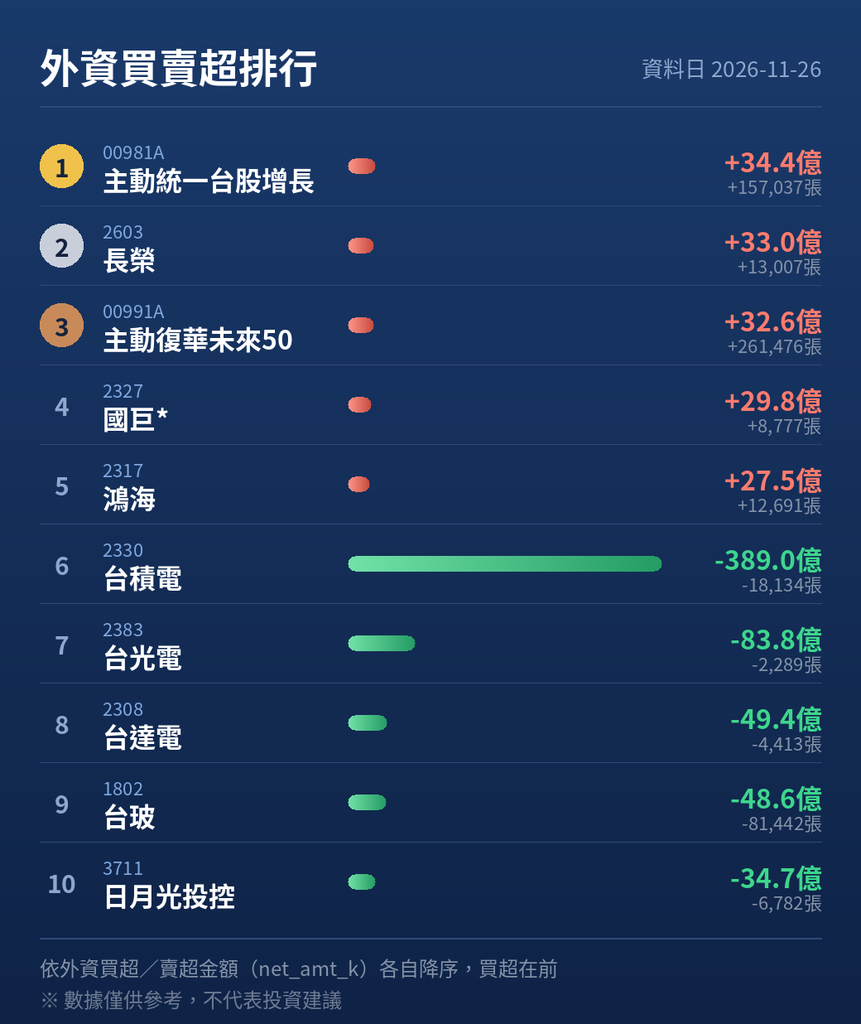 外資買賣超排行
資料日 2026-11-26
1
00981A
主動統一台股增長
+34.4億
+157,037張
2
2603
長榮
+33.0億
+13,007張
3
00991A
主動復華未來50
+32.6億
+261,476張
4
2327
國巨*
+29.8億
+8,777張
5
2317
鴻海
+27.5億
+12,691張
6
2330
台積電
-389.0億
-18,134張
7
2383
台光電
-83.8億
-2,289張
8
2308
台達電
-49.4億
-4,413張
9
1802
台玻
-48.6億
-81,442張
10
3711
日月光投控
-34.7億
-6,782張
依外資買超／賣超金額（net_amt_k）各自降序，買超在前
※ 數據僅供參考，不代表投資建議